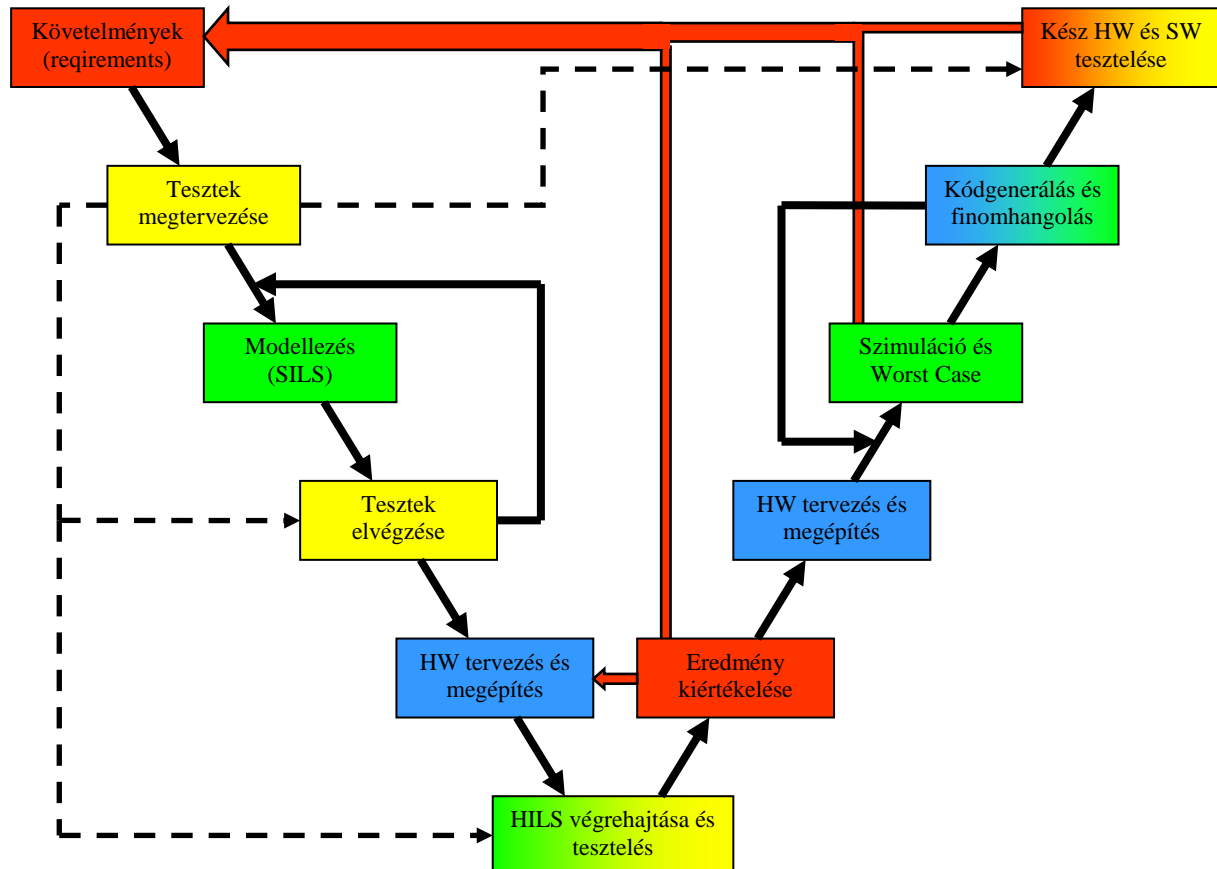 Követelmények
(reqirements)
Kész HW és SW
tesztelése
Tesztek
megtervezése
Kódgenerálás és
finomhangolás
Modellezés
(SILS)
Szimuláció és
Worst Case
Tesztek
elvégzése
HW tervezés és
megépítés
HW tervezés és
megépítés
Eredmény
kiértékelése
HILS végrehajtása és
tesztelés